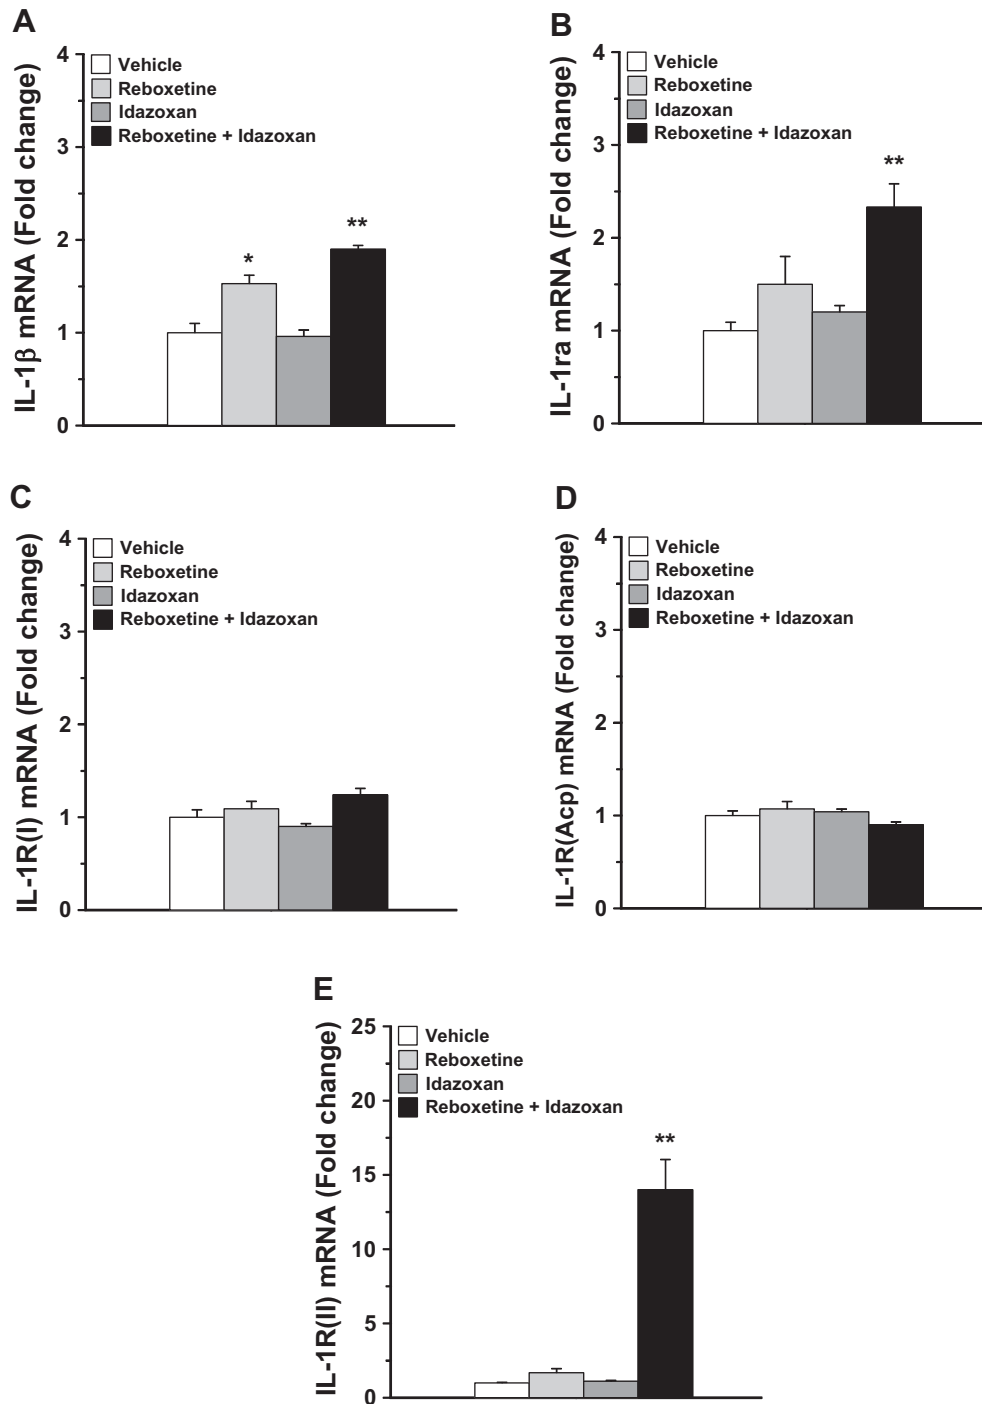 A
IL-1β mRNA (Fold change)
4
3
2
1
0
Vehicle
Reboxetine
Idazoxan
Reboxetine + Idazoxan
*
**
B
IL-1ra mRNA (Fold change)
4
3
2
1
0
Vehicle
Reboxetine
Idazoxan
Reboxetine + Idazoxan
**
C
IL-1R(I) mRNA (Fold change)
4
3
2
1
0
Vehicle
Reboxetine
Idazoxan
Reboxetine + Idazoxan
D
IL-1R(Acp) mRNA (Fold change)
4
3
2
1
0
Vehicle
Reboxetine
Idazoxan
Reboxetine + Idazoxan
E
IL-1R(II) mRNA (Fold change)
25
20
15
10
5
0
Vehicle
Reboxetine
Idazoxan
Reboxetine + Idazoxan
**